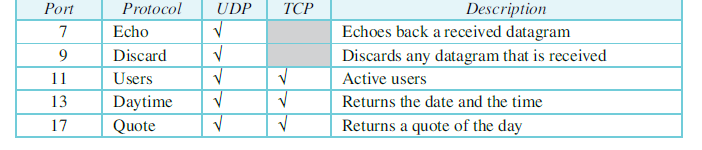 Port Protocol UDP TCP Description
7 Echo √ Echoes back a received datagram
9 Discard √ Discards any datagram that is received
11 Users √ √ Active users
13 Daytime √ √ Returns the date and the time
17 Quote √ √ Returns a quote of the day